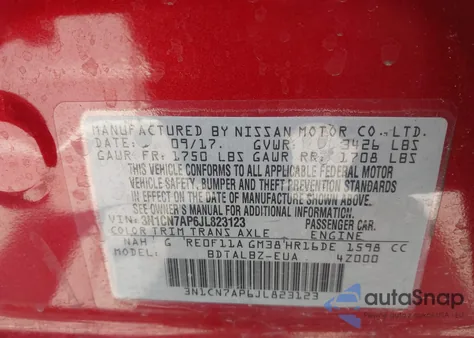 MANUFACTURED BY NISSAN MOTOR CO., LTD.
DATE: 09/17. GVWR: 3426 LBS
GAWR FR: 1750 LBS GAWR RR: 1708 LBS
THIS VEHICLE CONFORMS TO ALL APPLICABLE FEDERAL MOTOR
VEHICLE SAFETY, BUMPER AND THEFT PREVENTION STANDARDS
IN EFFECT ON THE DATE OF MANUFACTURE SHOWN ABOVE.
SEE OWNER'S MANUAL FOR ADDITIONAL INFORMATION.
VIN: 3N1CN7AP6JL823123 PASSENGER CAR.
COLOR TRIM TRANS AXLE ENGINE
NAH G RE0F11A GM38 HR16DE 1598 CC
MODEL BDTALBZ-EUA 4Z000
3N1CN7AP6JL823123
autoSnap